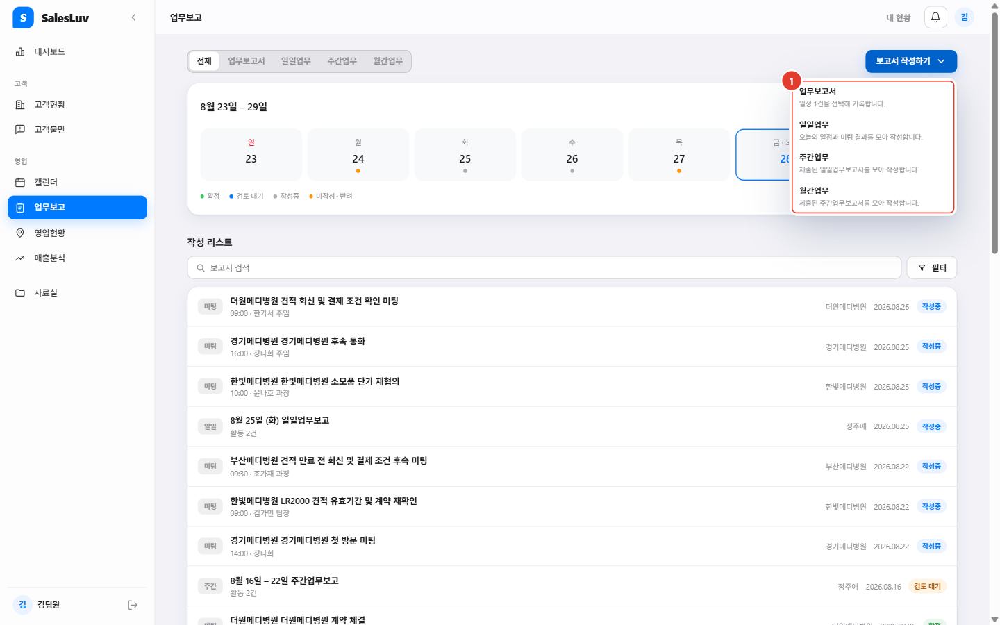 S SalesLuv
대시보드
고객
고객현황
고객불만
영업
캘린더
업무보고
영업현황
매출분석
자료실
김 김팀원
업무보고
내 현황
김
전체 업무보고서 일일업무 주간업무 월간업무
보고서 작성하기
1
업무보고서
일정 1건을 선택해 기록합니다.
일일업무
오늘의 일정과 미팅 결과를 모아 작성합니다.
주간업무
제출된 일일업무보고서를 모아 작성합니다.
월간업무
제출된 주간업무보고서를 모아 작성합니다.
8월 23일 – 29일
일 월 화 수 목 금 ·
23 24 25 26 27 28
확정 검토 대기 작성중 미작성 · 반려
작성 리스트
보고서 검색
필터
미팅 더원메디병원 견적 회신 및 결제 조건 확인 미팅
09:00 · 한가서 주임
더원메디병원 2026.08.26 작성중
미팅 경기메디병원 경기메디병원 후속 통화
16:00 · 장나희 주임
경기메디병원 2026.08.25 작성중
미팅 한빛메디병원 한빛메디병원 소모품 단가 재협의
10:00 · 윤나호 과장
한빛메디병원 2026.08.25 작성중
일일 8월 25일 (화) 일일업무보고
활동 2건
정주애 2026.08.25 작성중
미팅 부산메디병원 견적 만료 전 회신 및 결제 조건 후속 미팅
09:30 · 조가재 과장
부산메디병원 2026.08.22 작성중
미팅 한빛메디병원 LR2000 견적 유효기간 및 계약 재확인
09:00 · 김가민 팀장
한빛메디병원 2026.08.22 작성중
미팅 경기메디병원 경기메디병원 첫 방문 미팅
14:00 · 장나희
경기메디병원 2026.08.22 작성중
주간 8월 16일 – 22일 주간업무보고
활동 2건
정주애 2026.08.16 검토 대기
더원메디병원 더원메디병원 계약 체결